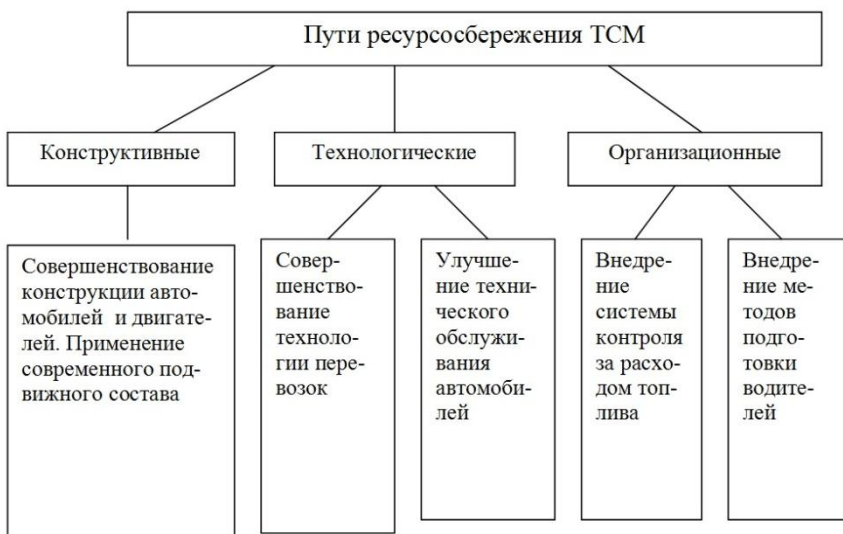 Пути ресурсосбережения ТСМ
Конструктивные
Технологические
Организационные
Совершенствование
конструкции авто-
мобилей и двигате-
лей. Применение
современного под-
вижного состава
Совер-
шенство-
вание
техноло-
гии пере-
возок
Улучше-
ние техни-
ческого
обслужи-
вания
автомоби-
лей
Внедре-
ние
системы
контроля
за расхо-
дом топ-
лива
Внедре-
ние ме-
тодов
подго-
товки
водите-
лей